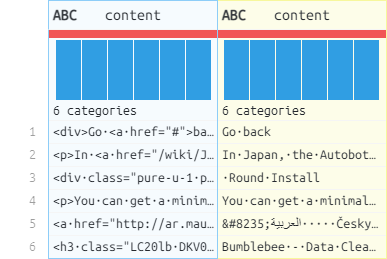 ABC content ABC content
6 categories 6 categories
1 <div>Go·<a·href="#">ba… Go·back
2 <p>In·<a·href="/wiki/J… In·Japan,·the·Autobot…
3 <div·class="pure-u-1·p… ·Round·Install
4 <p>You·can·get·a·minim… You·can·get·a·minimal…
5 <a·href="http://ar.mau… &#8235;العربية·····Česky…
6 <h3·class="LC20lb·DKV0… Bumblebee·-·Data·Clea…